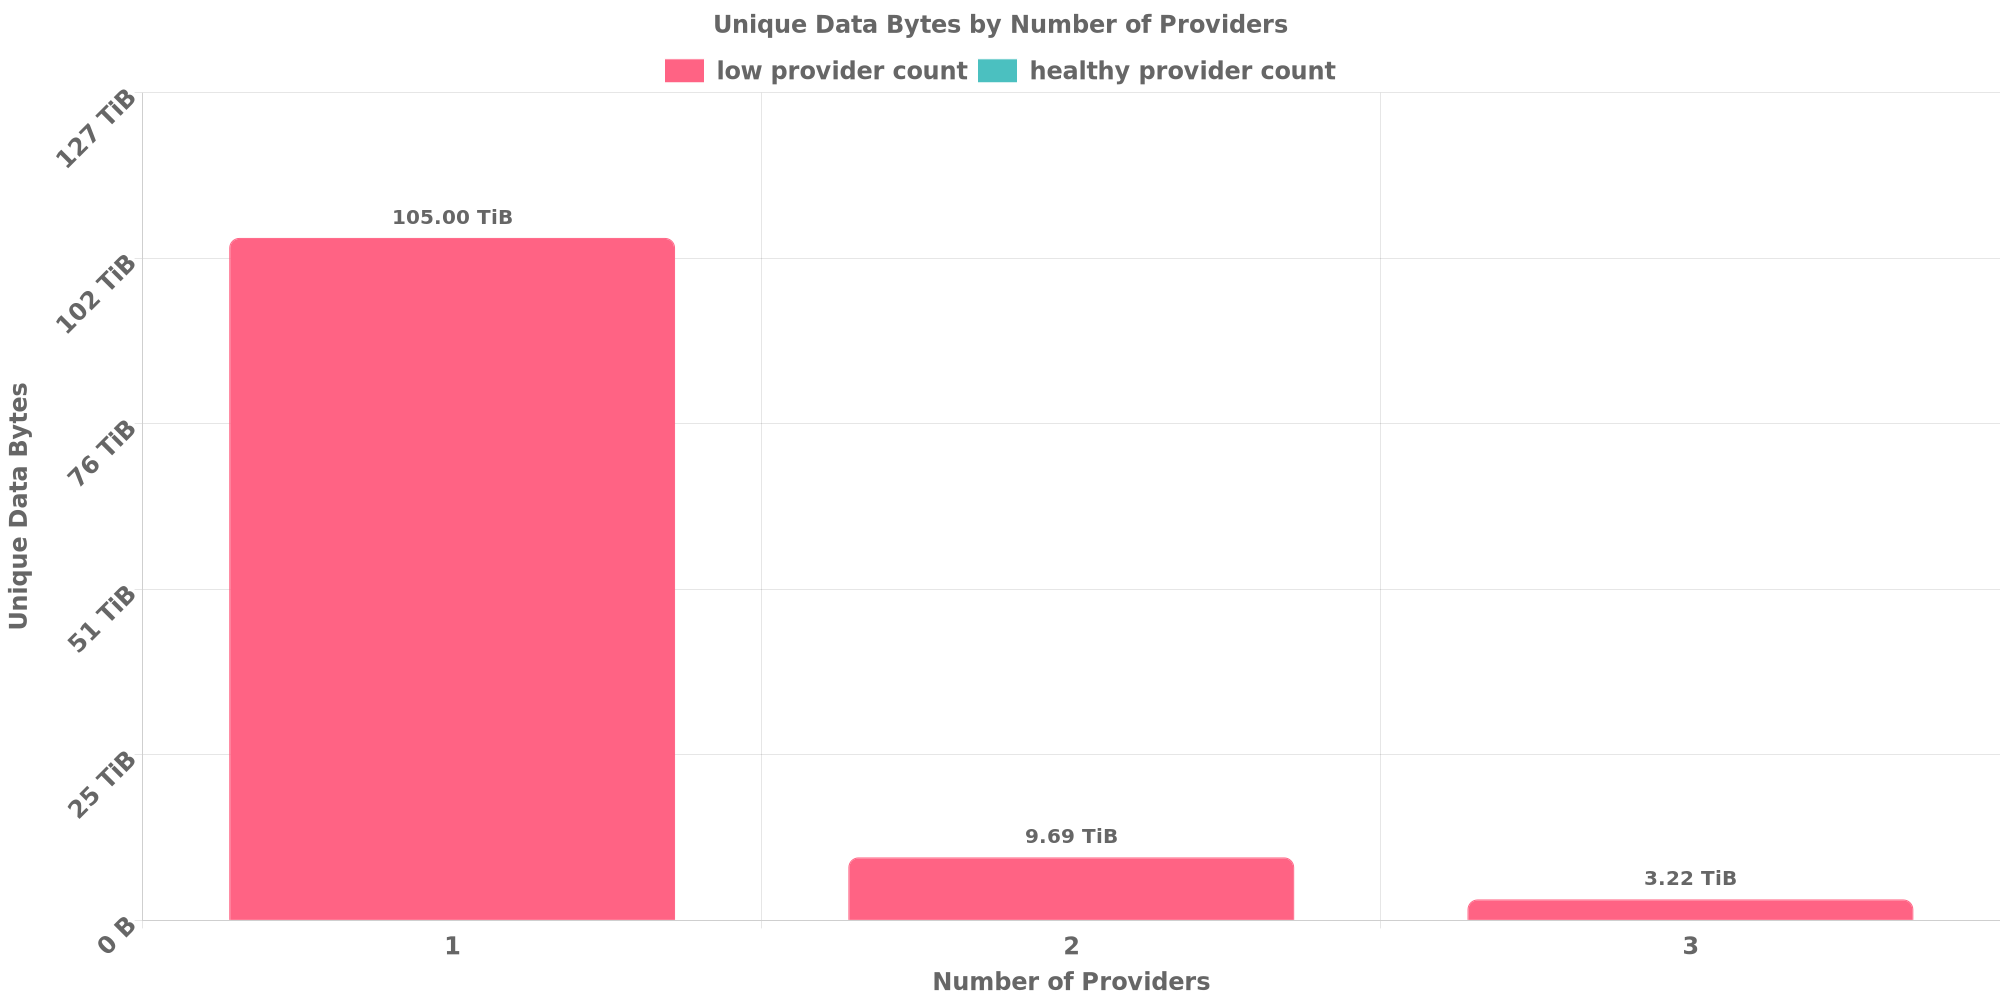 Unique Data Bytes by Number of Providers
low provider count
healthy provider count
127 TiB
102 TiB
76 TiB
51 TiB
25 TiB
0 B
Unique Data Bytes
105.00 TiB
9.69 TiB
3.22 TiB
1
2
3
Number of Providers